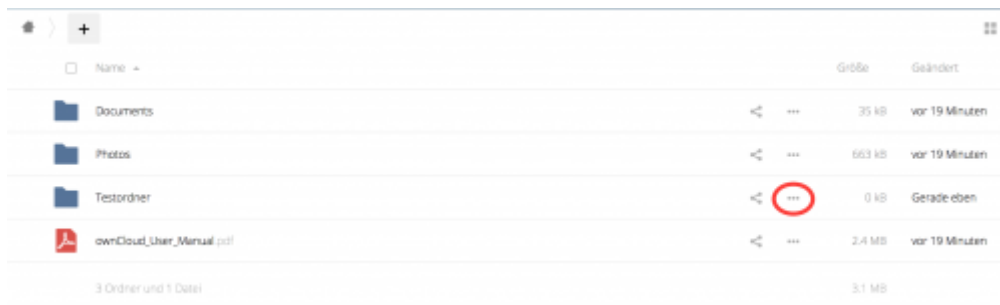 +
Name Größe Geändert
Documents 35 kB vor 19 Minuten
Photos 663 kB vor 19 Minuten
Testordner 0 kB Gerade eben
ownCloud_User_Manual.pdf 2.4 MB vor 19 Minuten
3 Ordner und 1 Datei 3.1 MB